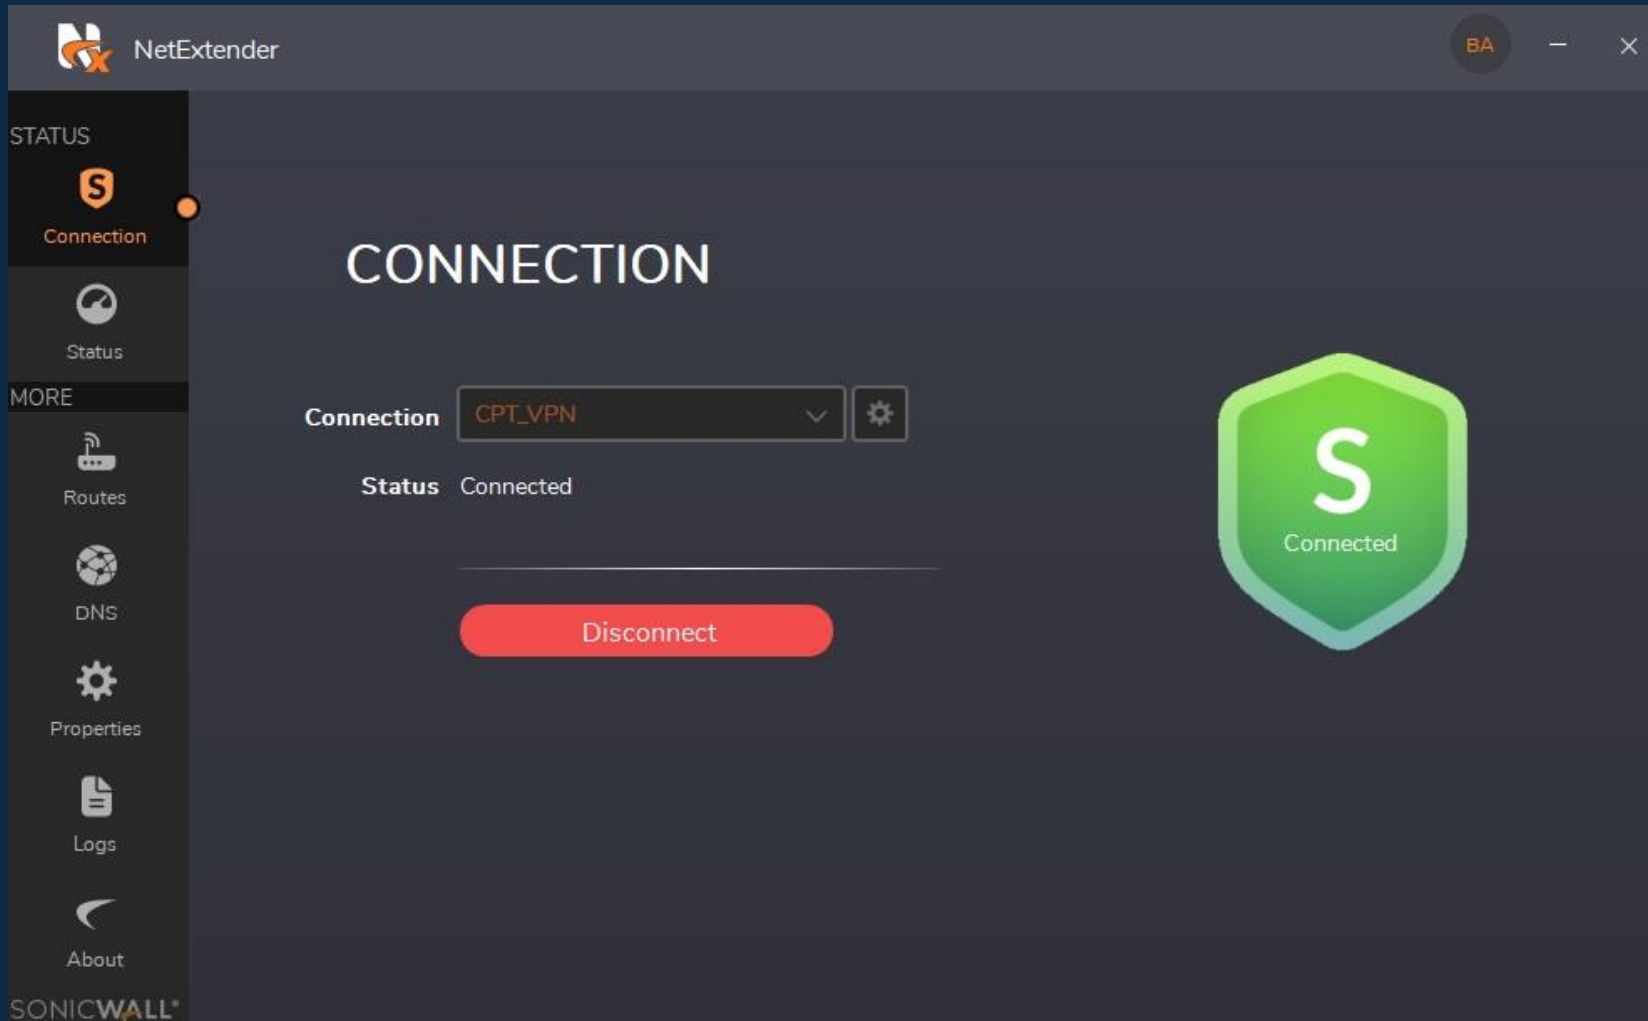 NetExtender
BA
STATUS
S
Connection
Status
MORE
Routes
DNS
Properties
Logs
About
SONICWALL®
CONNECTION
Connection CPT_VPN
Status Connected
Disconnect
S
Connected